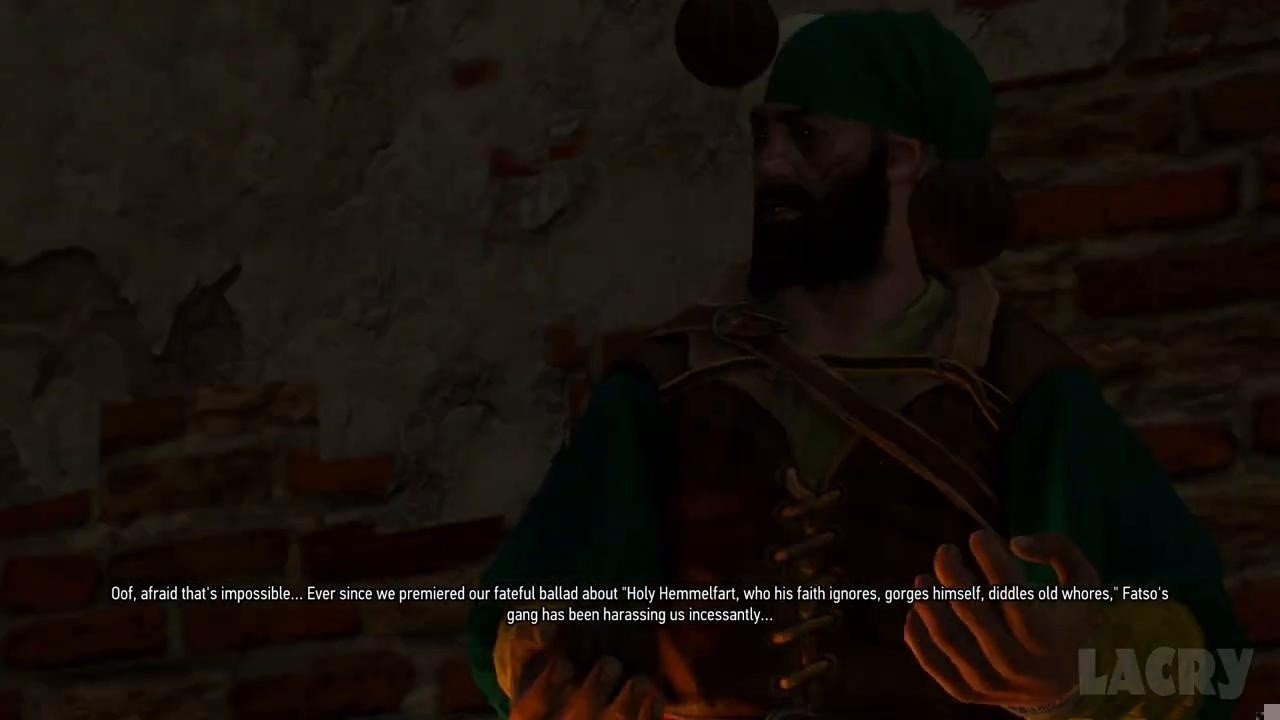 Oof, afraid that's impossible... Ever since we premiered our fateful ballad about "Holy Hemmelfart, who his faith ignores, gorges himself, diddles old whores," Fatso's
gang has been harassing us incessantly...
LACRY